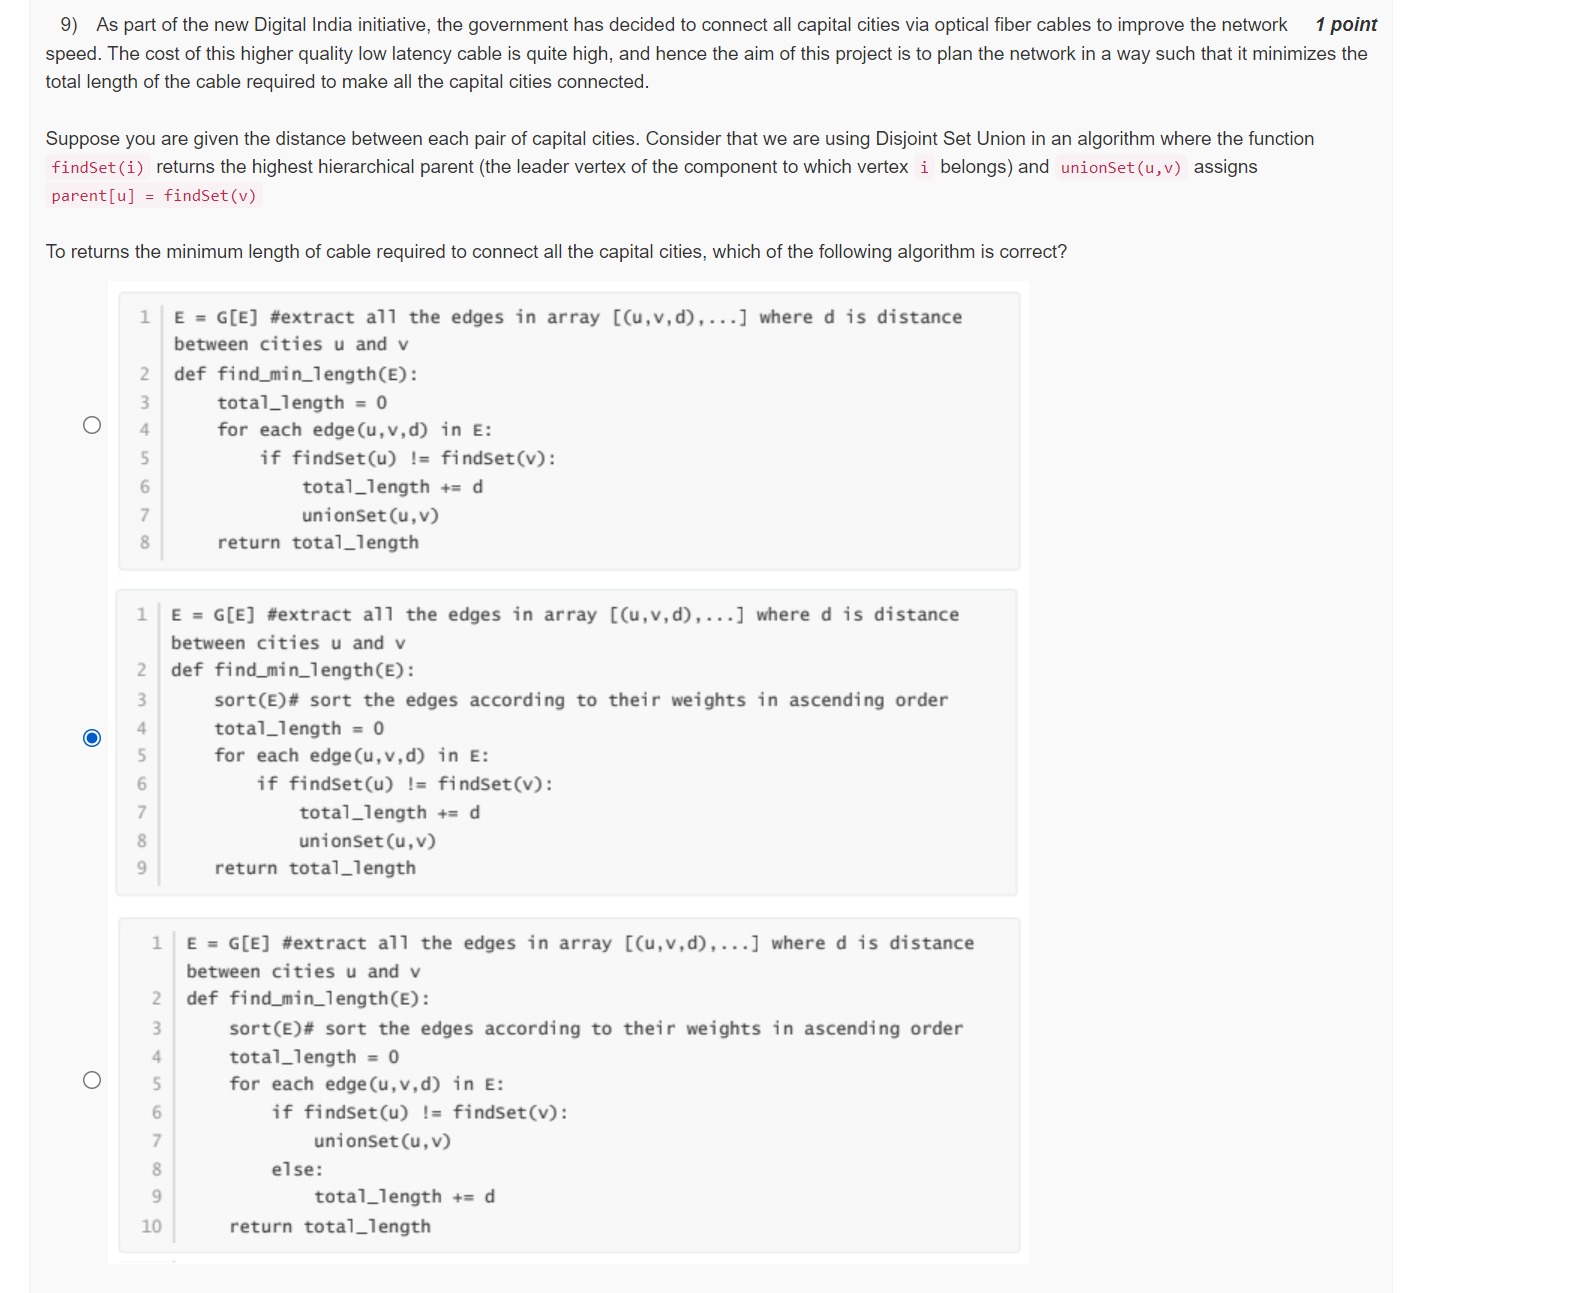 9) As part of the new Digital India initiative, the government has decided to connect all capital cities via optical fiber cables to improve the network 1 point
speed. The cost of this higher quality low latency cable is quite high, and hence the aim of this project is to plan the network in a way such that it minimizes the
total length of the cable required to make all the capital cities connected.
Suppose you are given the distance between each pair of capital cities. Consider that we are using Disjoint Set Union in an algorithm where the function
findSet(i) returns the highest hierarchical parent (the leader vertex of the component to which vertex i belongs) and unionSet(u,v) assigns
parent[u] = findSet(v)
To returns the minimum length of cable required to connect all the capital cities, which of the following algorithm is correct?
1 E = G[E] #extract all the edges in array [(u,v,d),...] where d is distance
between cities u and v
2 def find_min_length(E):
3 total_length = 0
4 for each edge(u,v,d) in E:
5 if findSet(u) != findSet(v):
6 total_length += d
7 unionSet(u,v)
8 return total_length
1 E = G[E] #extract all the edges in array [(u,v,d),...] where d is distance
between cities u and v
2 def find_min_length(E):
3 sort(E)# sort the edges according to their weights in ascending order
4 total_length = 0
5 for each edge(u,v,d) in E:
6 if findSet(u) != findSet(v):
7 total_length += d
8 unionSet(u,v)
9 return total_length
1 E = G[E] #extract all the edges in array [(u,v,d),...] where d is distance
between cities u and v
2 def find_min_length(E):
3 sort(E)# sort the edges according to their weights in ascending order
4 total_length = 0
5 for each edge(u,v,d) in E:
6 if findSet(u) != findSet(v):
7 unionSet(u,v)
8 else:
9 total_length += d
10 return total_length